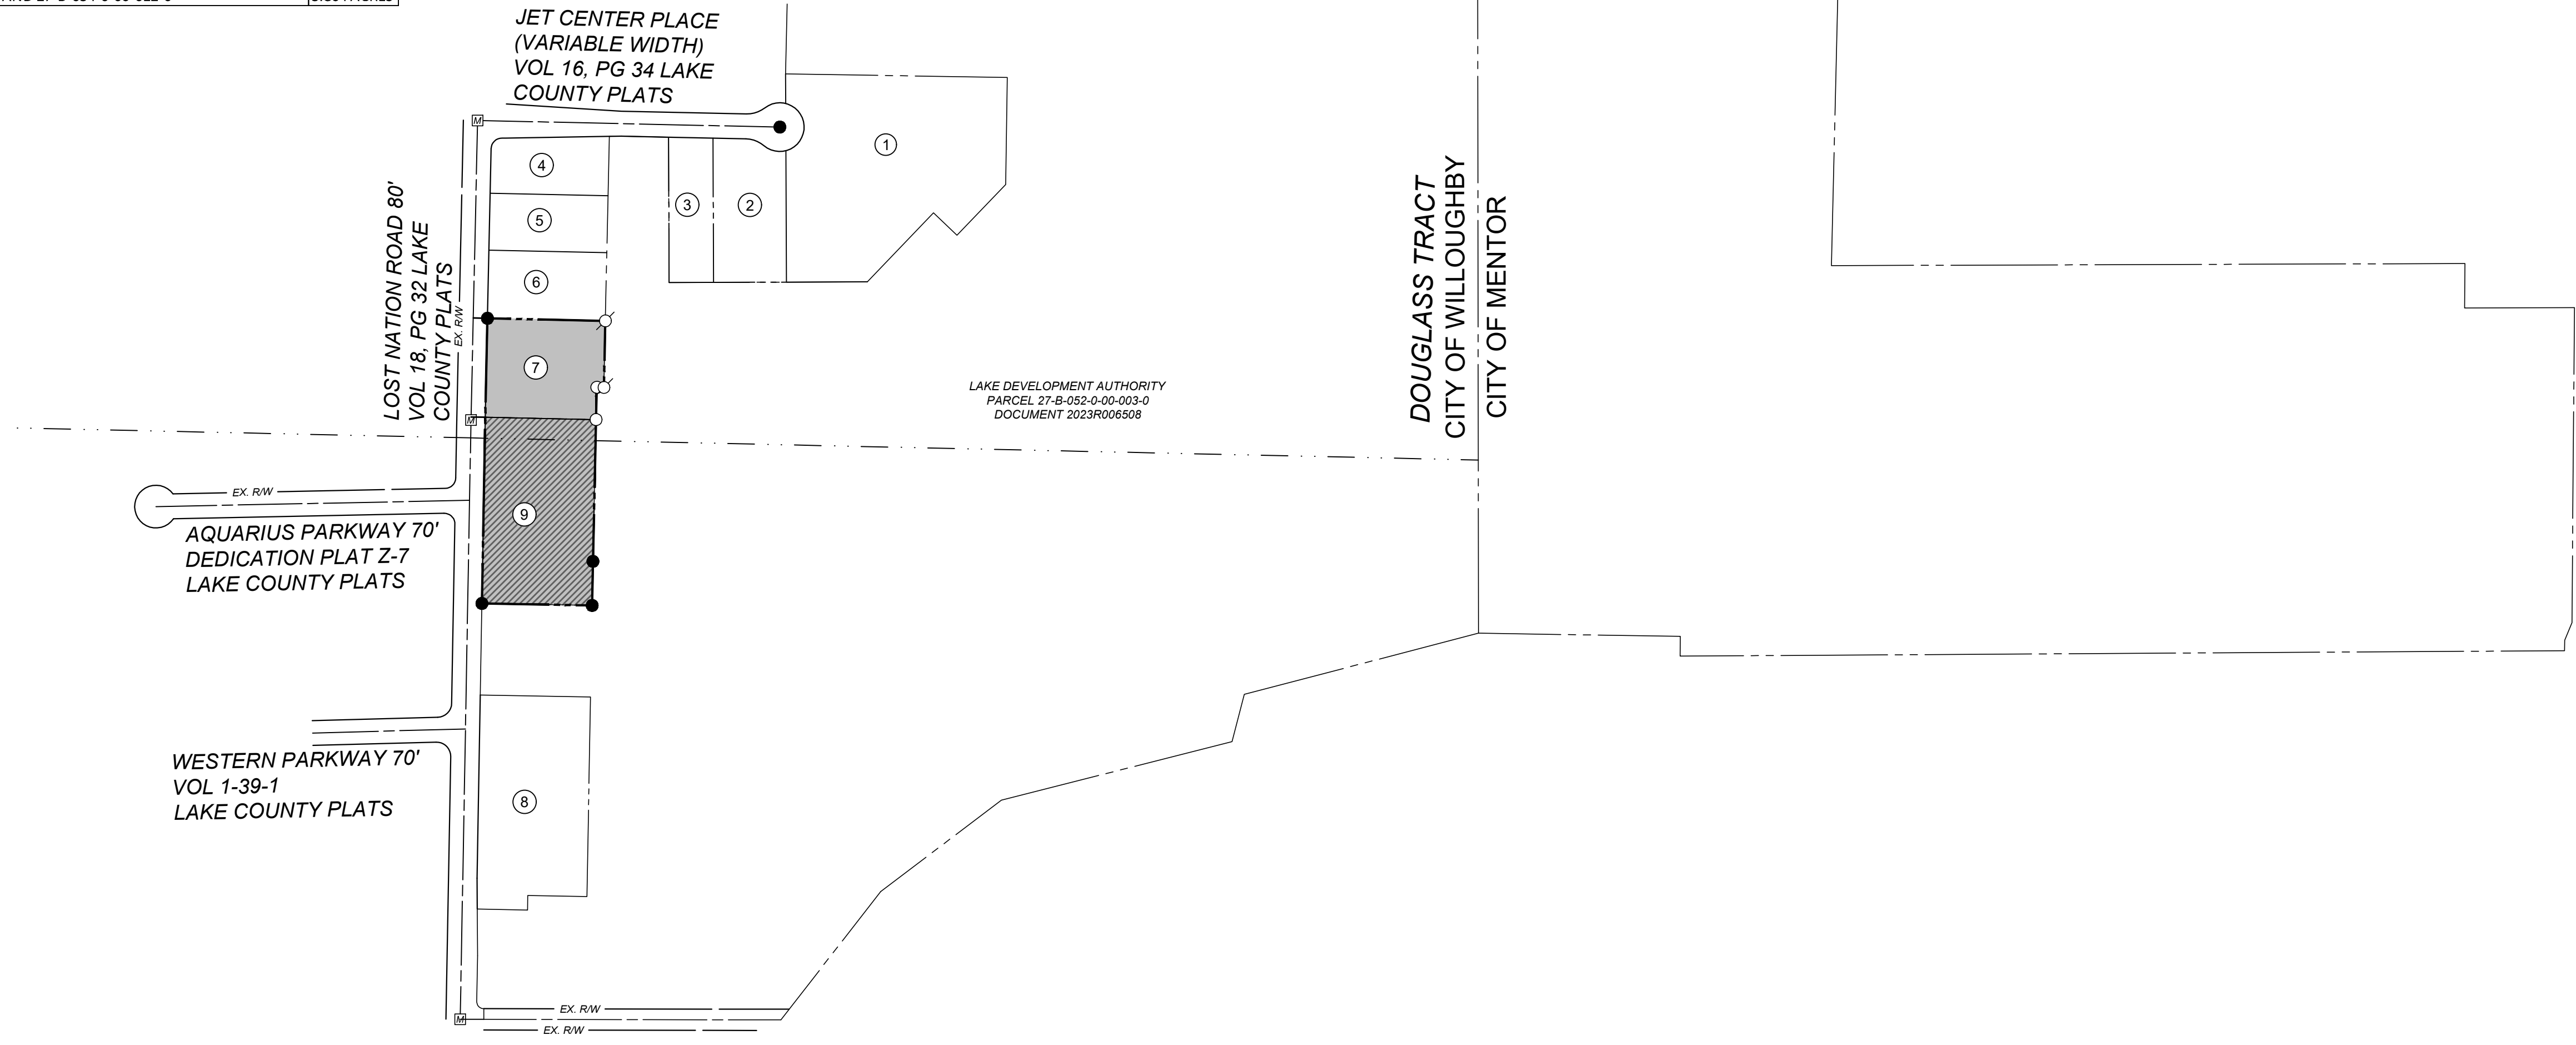 JET CENTER PLACE
(VARIABLE WIDTH)
VOL 16, PG 34 LAKE
COUNTY PLATS
M
1
4
3
2
5
6
LOST NATION ROAD 80'
VOL 18, PG 32 LAKE
COUNTY PLATS
EX. R/W
7
M
LAKE DEVELOPMENT AUTHORITY
PARCEL 27-B-052-0-00-003-0
DOCUMENT 2023R006508
DOUGLASS TRACT
CITY OF WILLOUGHBY
CITY OF MENTOR
EX. R/W
9
AQUARIUS PARKWAY 70'
DEDICATION PLAT Z-7
LAKE COUNTY PLATS
WESTERN PARKWAY 70'
VOL 1-39-1
LAKE COUNTY PLATS
8
EX. R/W
M
EX. R/W